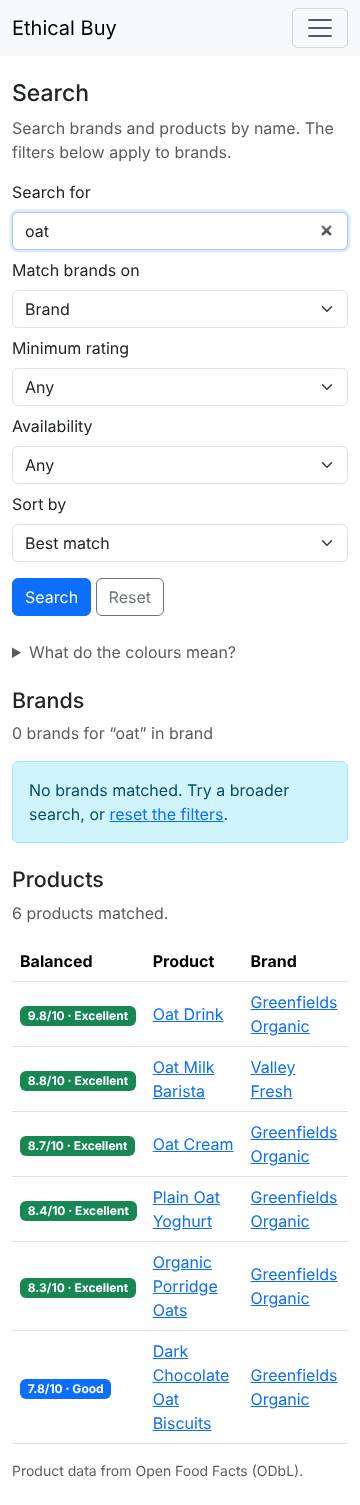 Ethical Buy
Search
Search brands and products by name. The
filters below apply to brands.
Search for
oat
Match brands on
Brand
Minimum rating
Any
Availability
Any
Sort by
Best match
Search Reset
What do the colours mean?
Brands
0 brands for “oat” in brand
No brands matched. Try a broader
search, or reset the filters.
Products
6 products matched.
Balanced Product Brand
9.8/10 · Excellent Oat Drink Greenfields
Organic
8.8/10 · Excellent Oat Milk Valley
Barista Fresh
8.7/10 · Excellent Oat Cream Greenfields
Organic
8.4/10 · Excellent Plain Oat Greenfields
Yoghurt Organic
8.3/10 · Excellent Organic
Porridge Greenfields
Oats Organic
7.8/10 · Good Dark
Chocolate Greenfields
Oat Organic
Biscuits
Product data from Open Food Facts (ODbL).